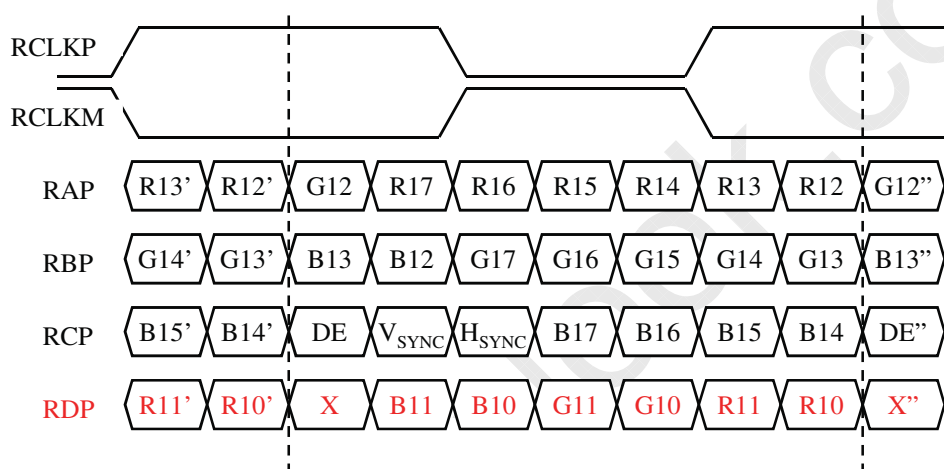 RCLKP
RCLKM
RAP R13' R12' G12 R17 R16 R15 R14 R13 R12 G12”
RBP G14' G13' B13 B12 G17 G16 G15 G14 G13 B13”
RCP B15' B14' DE VSYNC HSYNC B17 B16 B15 B14 DE”
RDP R11' R10' X B11 B10 G11 G10 R11 R10 X”